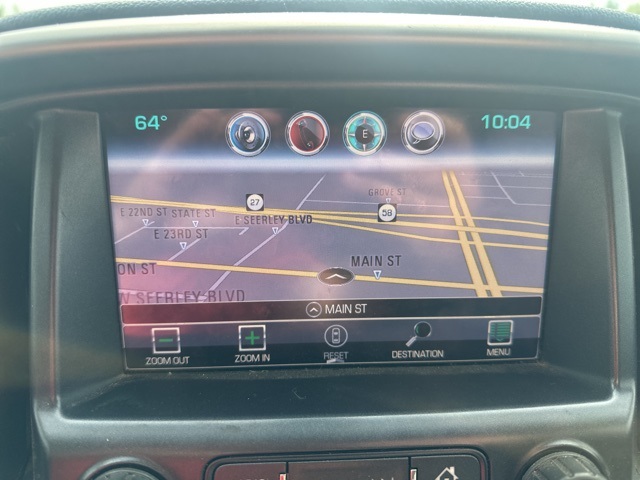 64°
E
10:04
GROVE ST
27
58
E 22ND ST
STATE ST
E SEERLEY BLVD
E 23RD ST
MAIN ST
ON ST
W SEERLEY BLVD
MAIN ST
ZOOM OUT
ZOOM IN
RESET
DESTINATION
MENU